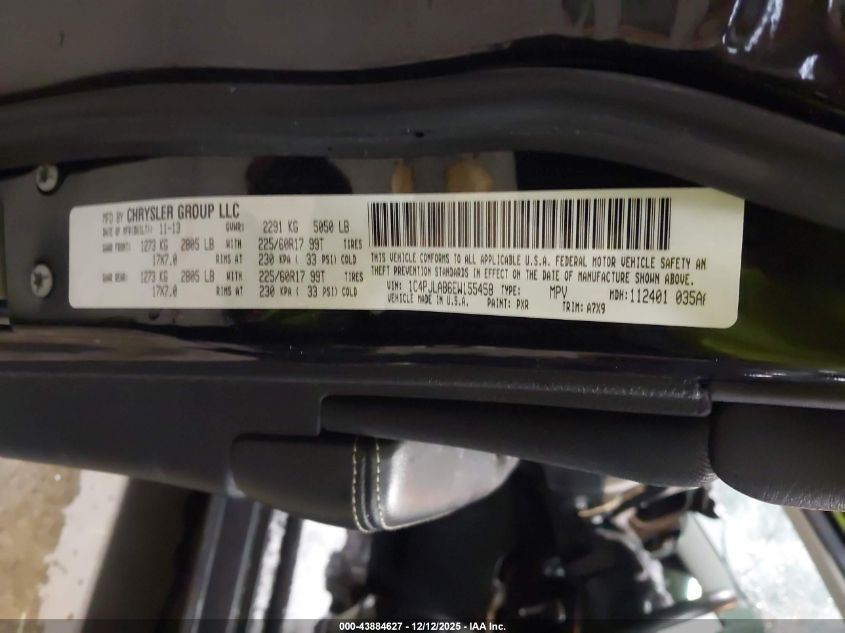 MFD BY CHRYSLER GROUP LLC
DATE OF MFR(BUILT): 11-13 GVWR: 2291 KG 5050 LB
GAWR FRONT: 1273 KG 2805 LB WITH 225/60R17 99T TIRES
17X7.0 RIMS AT 230 KPA ( 33 PSI) COLD
GAWR REAR: 1273 KG 2805 LB WITH 225/60R17 99T TIRES
17X7.0 RIMS AT 230 KPA ( 33 PSI) COLD
THIS VEHICLE CONFORMS TO ALL APPLICABLE U.S.A. FEDERAL MOTOR VEHICLE SAFETY AN
THEFT PREVENTION STANDARDS IN EFFECT ON THE DATE OF MANUFACTURE SHOWN ABOVE.
VIN: 1C4PJLAB6EW155458 TYPE: MPV MDH: 112401 035A
MADE IN U.S.A. PAINT: PXR TRIM: A7X9
000-43884627 - 12/12/2025 - IAA Inc.